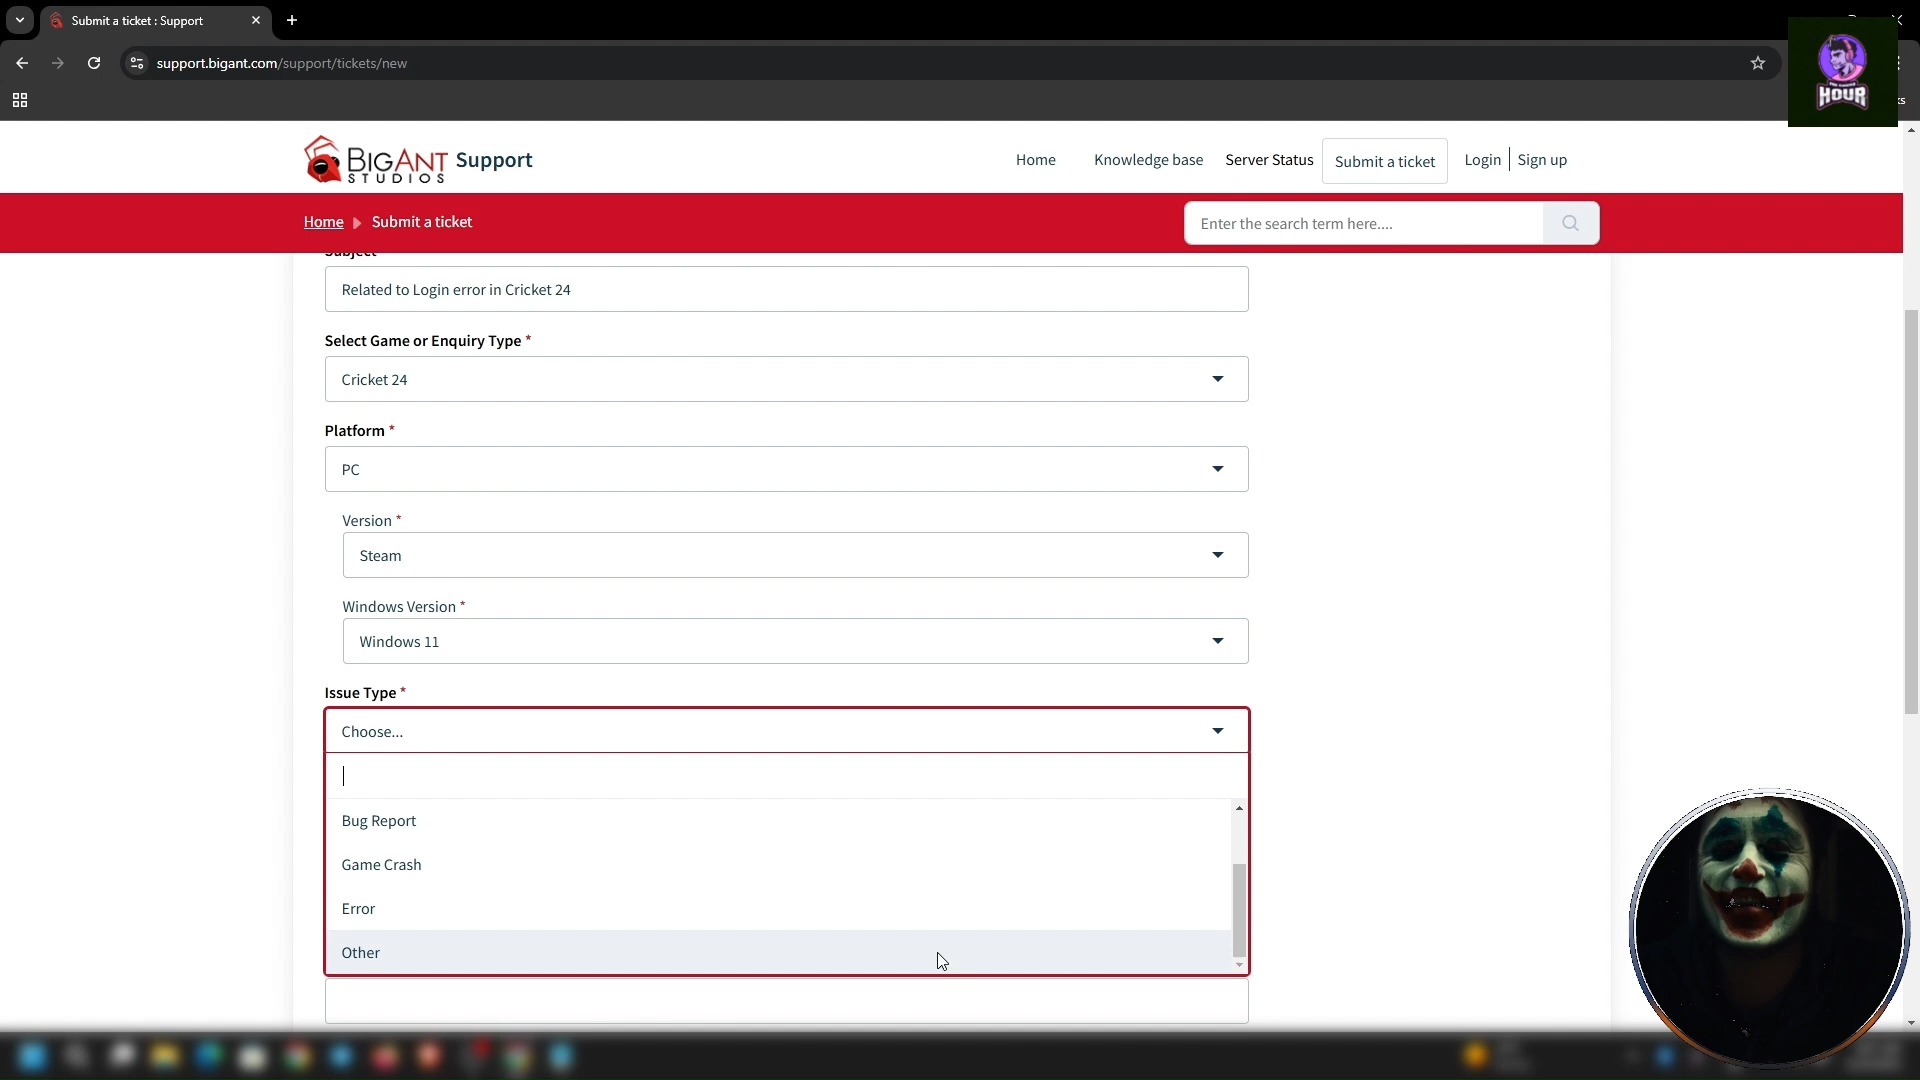 Submit a ticket : Support
support.bigant.com/support/tickets/new
HOUR
BIGANT
STUDIOS
Support
Home
Knowledge base
Server Status
Submit a ticket
Login
Sign up
Home
Submit a ticket
Enter the search term here....
Subject
Related to Login error in Cricket 24
Select Game or Enquiry Type *
Cricket 24
Platform *
PC
Version *
Steam
Windows Version *
Windows 11
Issue Type *
Choose...
Bug Report
Game Crash
Error
Other